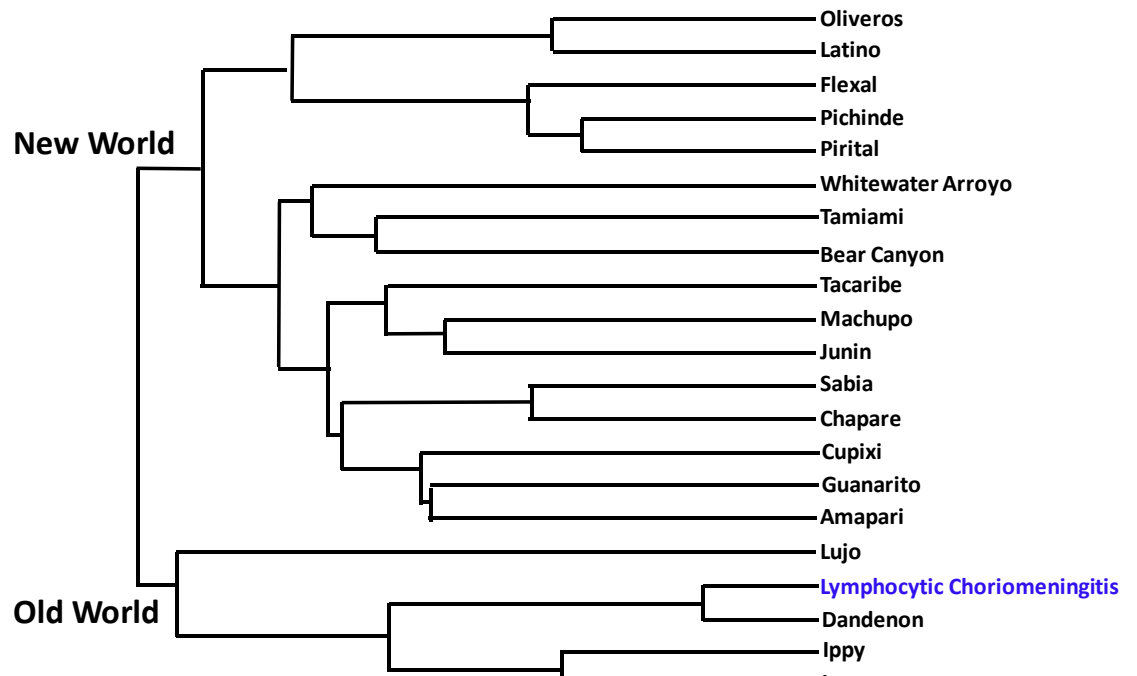 Oliveros
Latino
Flexal
Pichinde
New World
Pirital
Whitewater Arroyo
Tamiami
Bear Canyon
Tacaribe
Machupo
Junin
Sabia
Chapare
Cupixi
Guanarito
Amapari
Lujo
Lymphocytic Choriomeningitis
Old World
Dandenon
Ippy